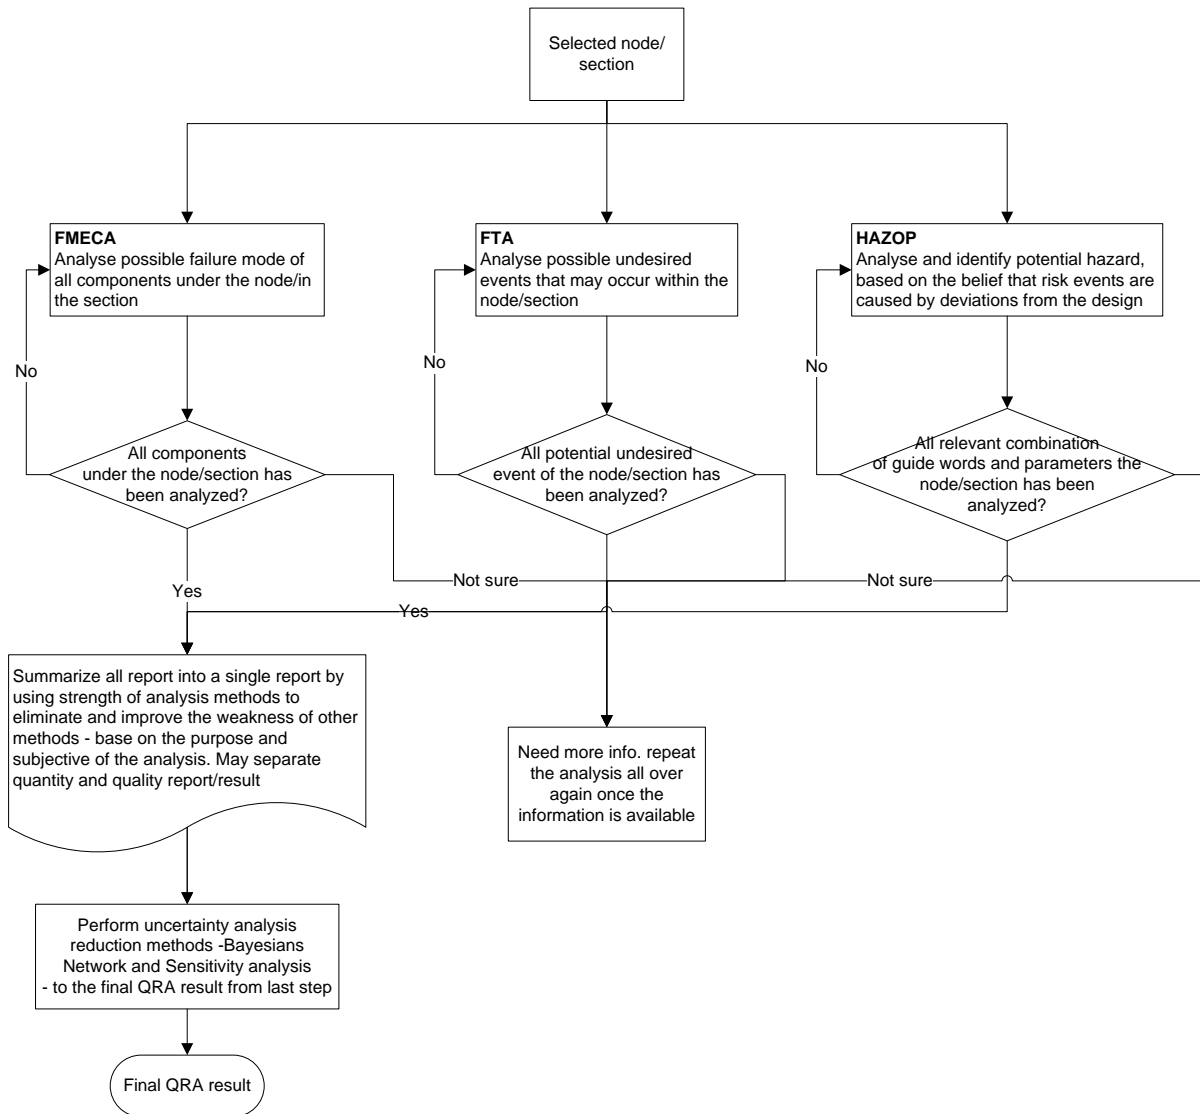 Selected node/
section
FMECA
Analyse possible failure mode of
all components under the node/in
the section
FTA
Analyse possible undesired
events that may occur within the
node/section
HAZOP
Analyse and identify potential hazard,
based on the belief that risk events are
caused by deviations from the design
No
No
No
All components
under the node/section has
been analyzed?
All potential undesired
event of the node/section has
been analyzed?
All relevant combination
of guide words and parameters the
node/section has been
analyzed?
Not sure
Not sure
Yes
Yes
Summarize all report into a single report by
using strength of analysis methods to
eliminate and improve the weakness of other
methods - base on the purpose and
subjective of the analysis. May separate
quantity and quality report/result
Need more info. repeat
the analysis all over
again once the
information is available
Perform uncertainty analysis
reduction methods -Bayesians
Network and Sensitivity analysis
- to the final QRA result from last step
Final QRA result